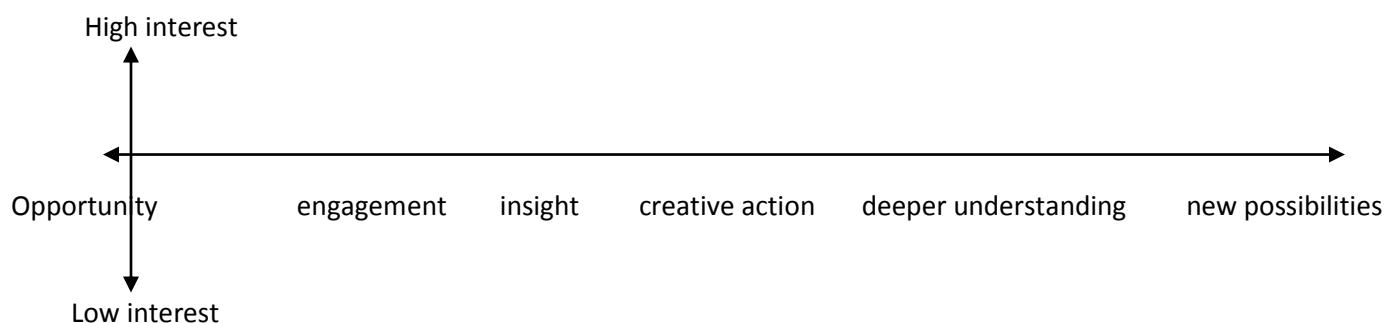 High interest
Opportunity engagement insight creative action deeper understanding new possibilities
Low interest